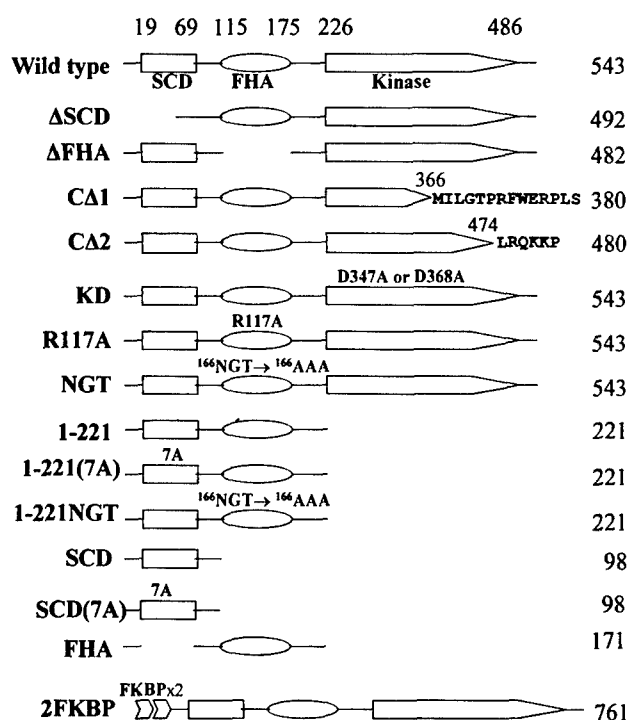 19 69 115 175 226 486
Wild type SCD FHA Kinase 543
ΔSCD 492
ΔFHA 482
CΔ1 366 MILGTPRFWERPLS 380
CΔ2 474 LRQKKP 480
KD D347A or D368A 543
R117A R117A 543
NGT ¹⁶⁶NGT→ ¹⁶⁶AAA 543
1-221 221
1-221(7A) 7A 221
1-221NGT ¹⁶⁶NGT→ ¹⁶⁶AAA 221
SCD 98
SCD(7A) 7A 98
FHA 171
2FKBP FKBPx2 761